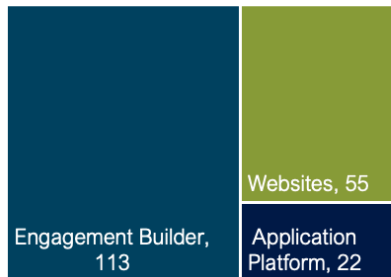 Engagement Builder,
113
Websites, 55
Application
Platform, 22